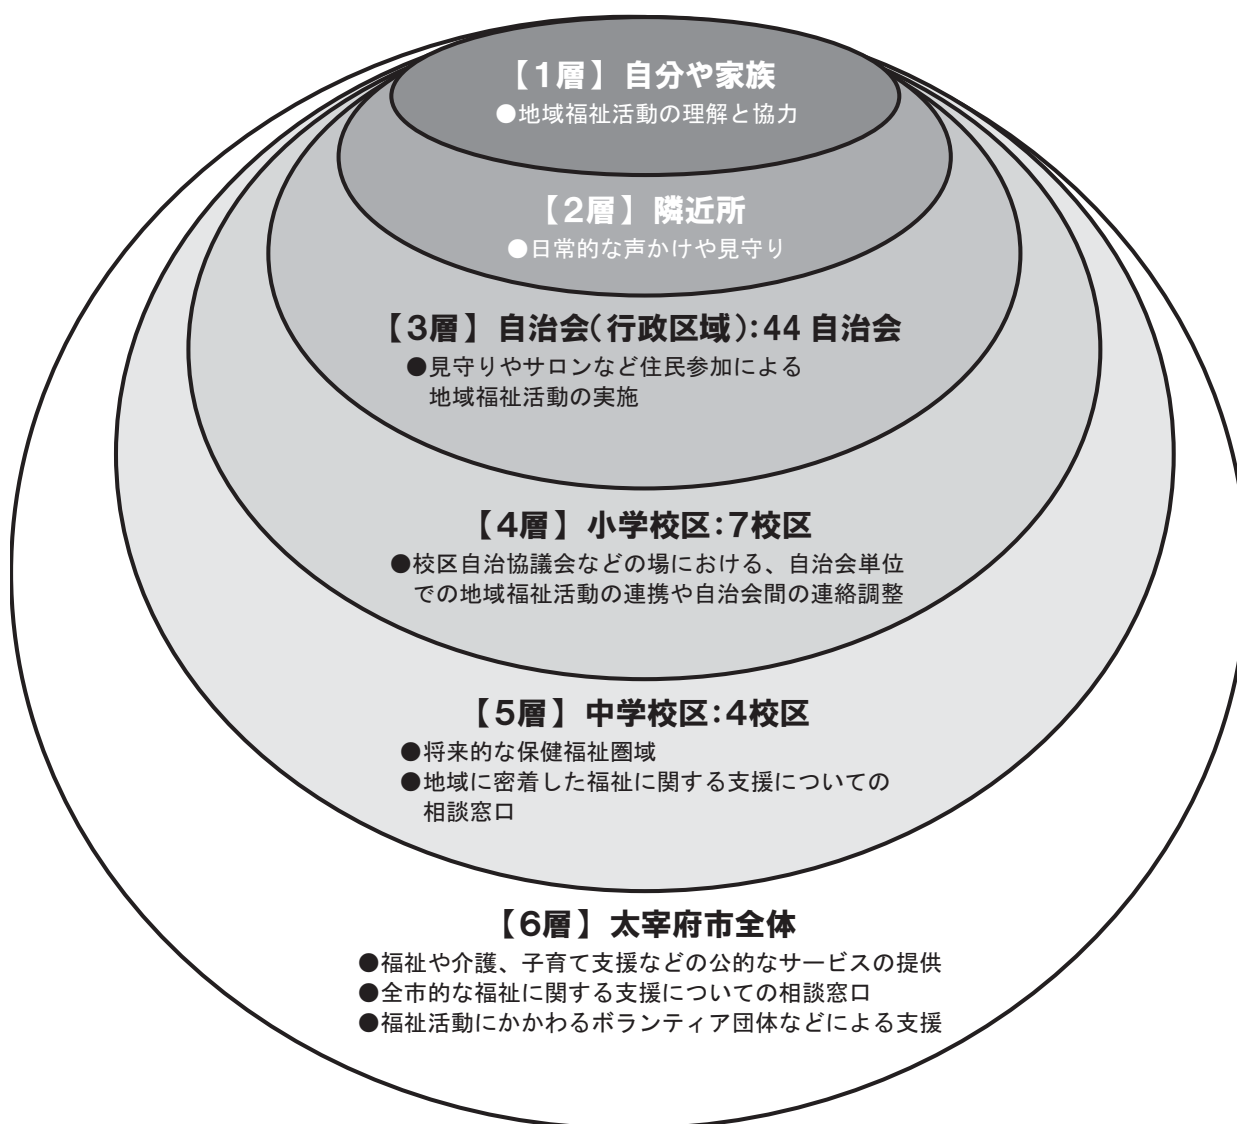 【1層】自分や家族
●地域福祉活動の理解と協力
【2層】隣近所
●日常的な声かけや見守り
【3層】自治会(行政区域):44 自治会
●見守りやサロンなど住民参加による
地域福祉活動の実施
【4層】小学校区:7校区
●校区自治協議会などの場における、自治会単位
での地域福祉活動の連携や自治会間の連絡調整
【5層】中学校区:4校区
●将来的な保健福祉圏域
●地域に密着した福祉に関する支援についての
相談窓口
【6層】太宰府市全体
●福祉や介護、子育て支援などの公的なサービスの提供
●全市的な福祉に関する支援についての相談窓口
●福祉活動にかかわるボランティア団体などによる支援